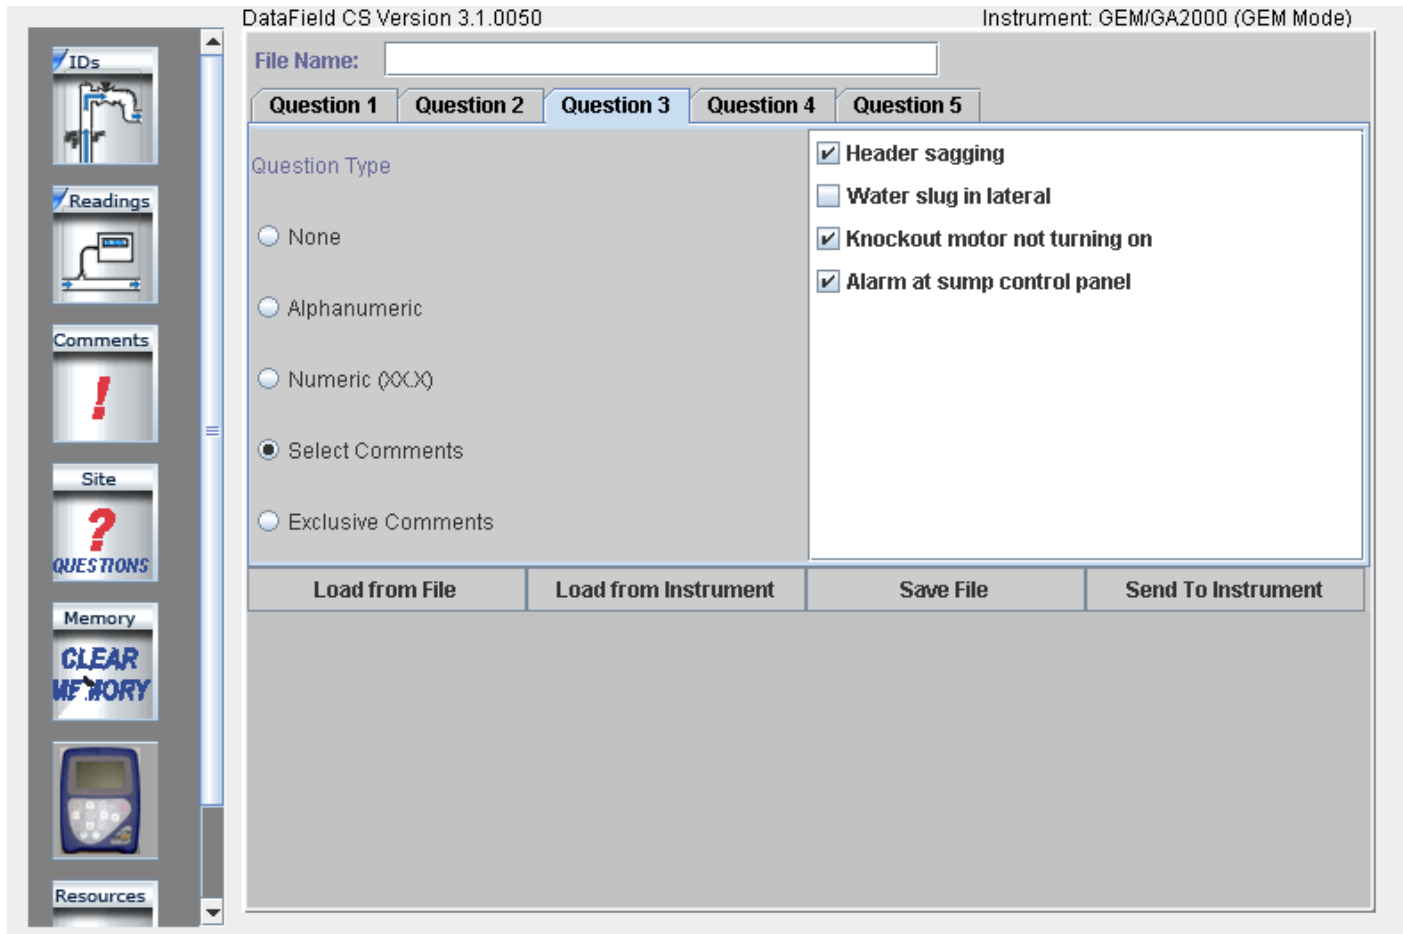 DataField CS Version 3.1.0050
Instrument: GEM/GA2000 (GEM Mode)
IDs
Readings
Comments
!
Site
?
QUESTIONS
Memory
CLEAR
MEMORY
Resources
File Name:
Question 1
Question 2
Question 3
Question 4
Question 5
Question Type
None
Alphanumeric
Numeric (XX.X)
Select Comments
Exclusive Comments
Header sagging
Water slug in lateral
Knockout motor not turning on
Alarm at sump control panel
Load from File
Load from Instrument
Save File
Send To Instrument